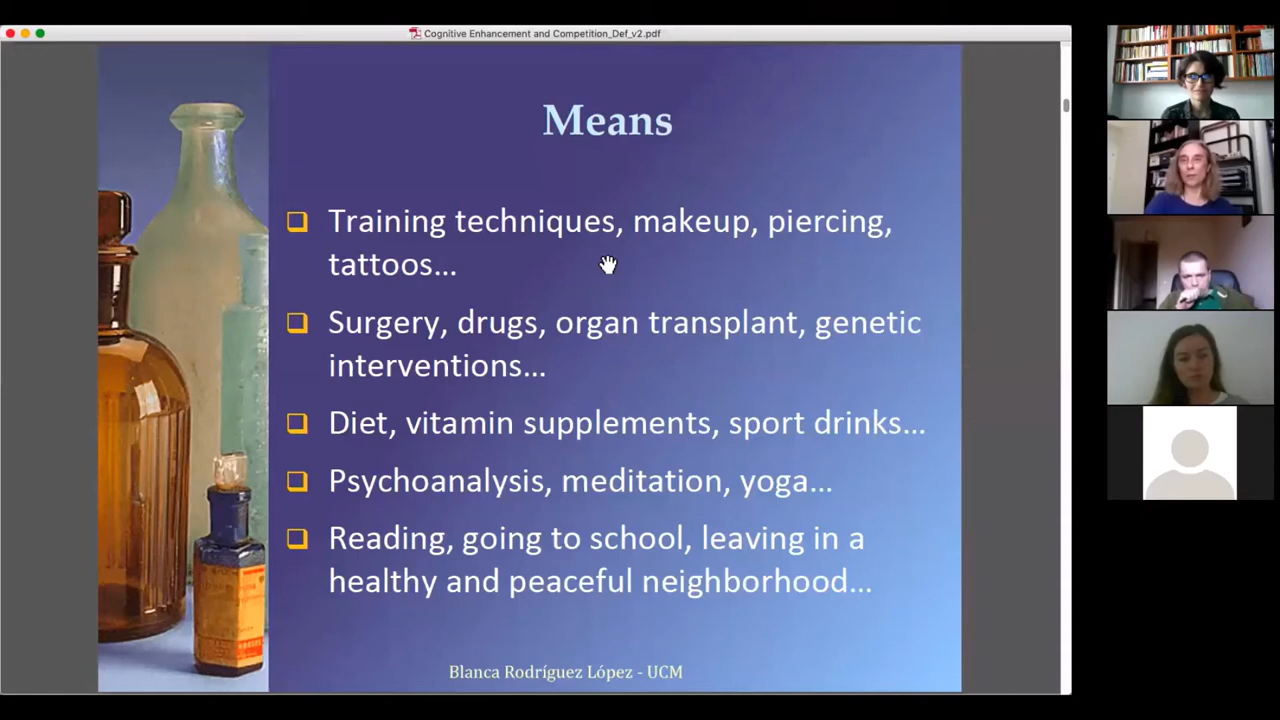 Cognitive Enhancement and Competition_Def_v2.pdf
Means
Training techniques, makeup, piercing,
tattoos...
Surgery, drugs, organ transplant, genetic
interventions...
Diet, vitamin supplements, sport drinks...
Psychoanalysis, meditation, yoga...
Reading, going to school, leaving in a
healthy and peaceful neighborhood...
Blanca Rodríguez López - UCM